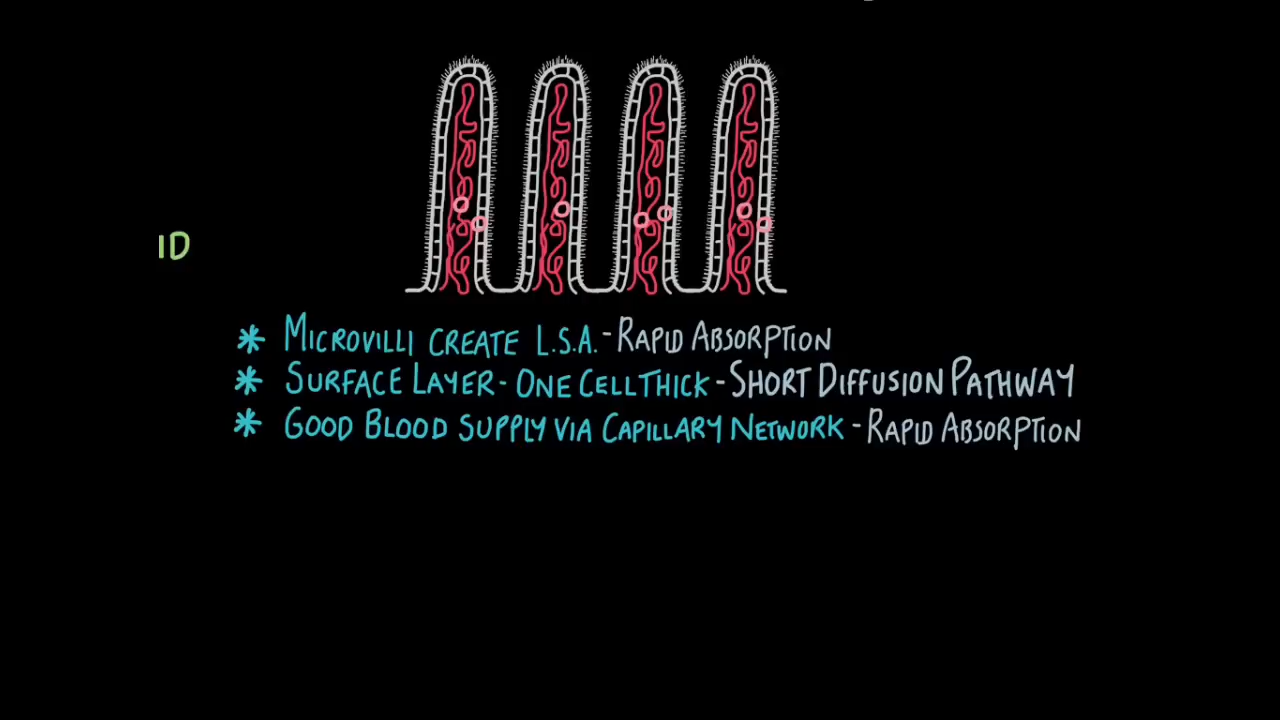 ID
* MICROVILLI CREATE L.S.A. - RAPID ABSORPTION
* SURFACE LAYER - ONE CELL THICK - SHORT DIFFUSION PATHWAY
* GOOD BLOOD SUPPLY VIA CAPILLARY NETWORK - RAPID ABSORPTION